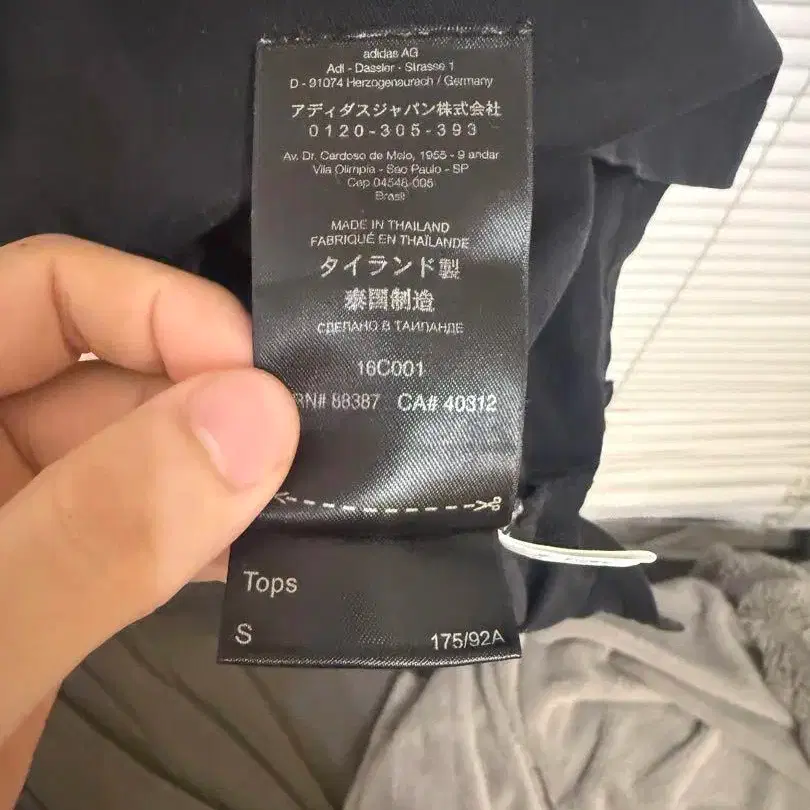 adidas AG
Adi - Dassler - Strasse 1
D - 91074 Herzogenaurach / Germany
アディダスジャパン株式会社
0120-305-393
Av. Dr. Cardoso de Melo, 1955 - 9 andar
Vila Olimpia - Sao Paulo - SP
Cep 04548-005
Brasil
MADE IN THAILAND
FABRIQUÉ EN THAÏLANDE
タイランド製
泰国制造
СДЕЛАНО В ТАИЛАНДЕ
16C001
RN# 88387 CA# 40312
Tops
S 175/92A